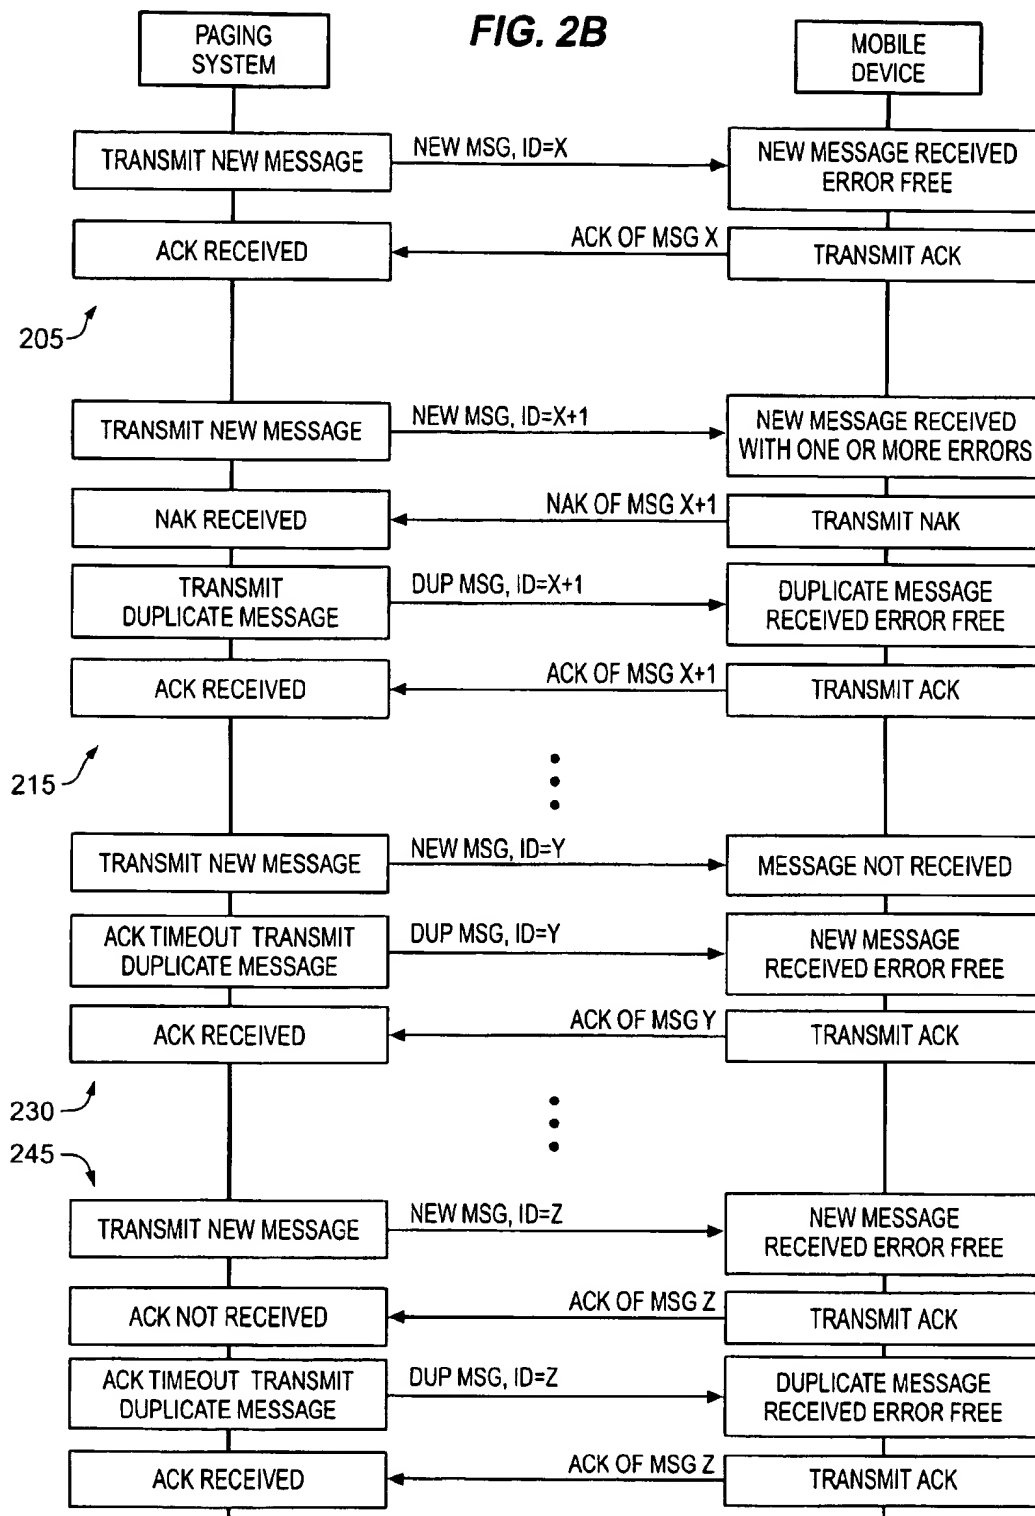 FIG. 2B
PAGING
SYSTEM
MOBILE
DEVICE
TRANSMIT NEW MESSAGE
NEW MSG, ID=X
NEW MESSAGE RECEIVED
ERROR FREE
ACK RECEIVED
ACK OF MSG X
TRANSMIT ACK
205
TRANSMIT NEW MESSAGE
NEW MSG, ID=X+1
NEW MESSAGE RECEIVED
WITH ONE OR MORE ERRORS
NAK RECEIVED
NAK OF MSG X+1
TRANSMIT NAK
TRANSMIT
DUPLICATE MESSAGE
DUP MSG, ID=X+1
DUPLICATE MESSAGE
RECEIVED ERROR FREE
ACK RECEIVED
ACK OF MSG X+1
TRANSMIT ACK
215
TRANSMIT NEW MESSAGE
NEW MSG, ID=Y
MESSAGE NOT RECEIVED
ACK TIMEOUT TRANSMIT
DUPLICATE MESSAGE
DUP MSG, ID=Y
NEW MESSAGE
RECEIVED ERROR FREE
ACK RECEIVED
ACK OF MSG Y
TRANSMIT ACK
230
245
TRANSMIT NEW MESSAGE
NEW MSG, ID=Z
NEW MESSAGE
RECEIVED ERROR FREE
ACK NOT RECEIVED
ACK OF MSG Z
TRANSMIT ACK
ACK TIMEOUT TRANSMIT
DUPLICATE MESSAGE
DUP MSG, ID=Z
DUPLICATE MESSAGE
RECEIVED ERROR FREE
ACK RECEIVED
ACK OF MSG Z
TRANSMIT ACK